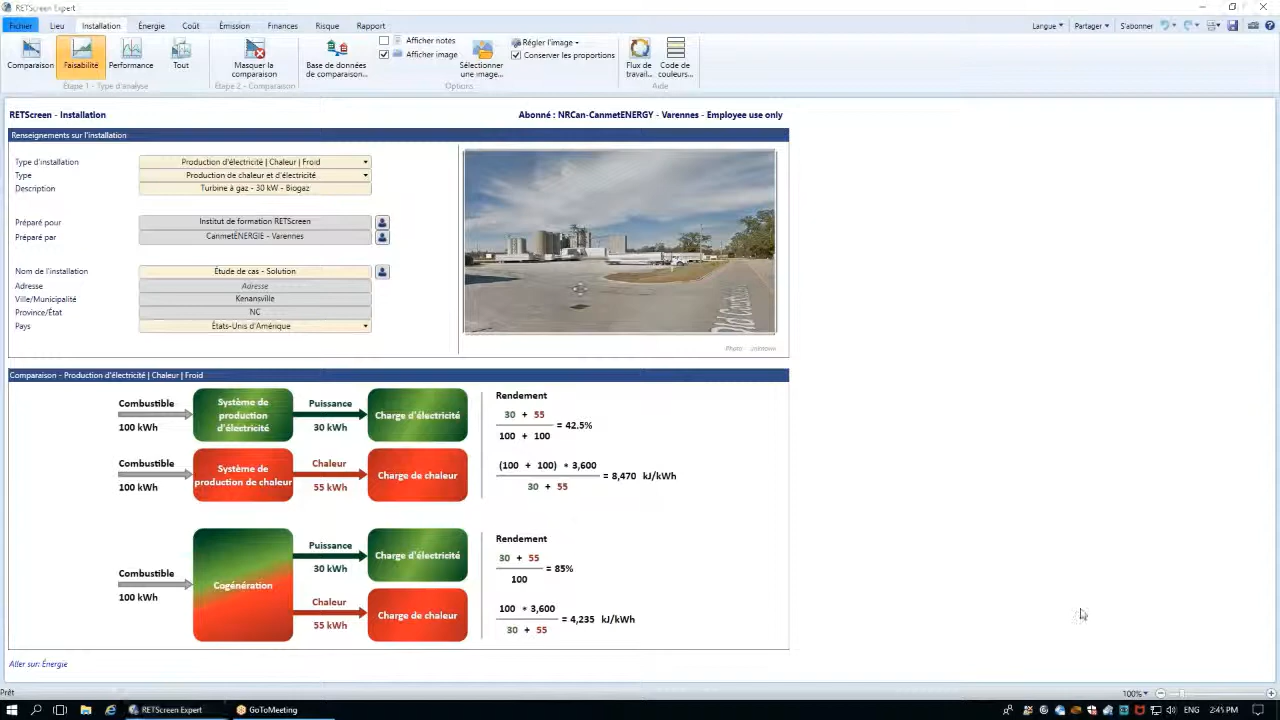 RETScreen Expert
Fichier Lieu Installation Énergie Coût Émission Finances Risque Rapport Langue Partager S'abonner
Comparaison Faisabilité Performance Tout
Étape 1 - Type d'analyse
Masquer la comparaison
Étape 2 - Comparaison
Base de données de comparaison...
Afficher notes
Afficher image
Sélectionner une image...
Régler l'image
Conserver les proportions
Options
Flux de travail...
Code de couleurs...
Aide
RETScreen - Installation
Abonné : NRCan-CanmetENERGY - Varennes - Employee use only
Renseignements sur l'installation
Type d'installation Production d'électricité | Chaleur | Froid
Type Production de chaleur et d'électricité
Description Turbine à gaz - 30 kW - Biogaz
Préparé pour Institut de formation RETScreen
Préparé par CanmetÉNERGIE - Varennes
Nom de l'installation Étude de cas - Solution
Adresse Adresse
Ville/Municipalité Kenansville
Province/État NC
Pays États-Unis d'Amérique
Photo : unknown
Comparaison - Production d'électricité | Chaleur | Froid
Combustible
100 kWh
Système de production d'électricité
Puissance
30 kWh
Charge d'électricité
Combustible
100 kWh
Système de production de chaleur
Chaleur
55 kWh
Charge de chaleur
Rendement
30 + 55
100 + 100
= 42.5%
(100 + 100) * 3,600
30 + 55
= 8,470 kJ/kWh
Combustible
100 kWh
Cogénération
Puissance
30 kWh
Charge d'électricité
Chaleur
55 kWh
Charge de chaleur
Rendement
30 + 55
100
= 85%
100 * 3,600
30 + 55
= 4,235 kJ/kWh
Aller sur: Énergie
Prêt
100%
RETScreen Expert GoToMeeting ENG 2:45 PM